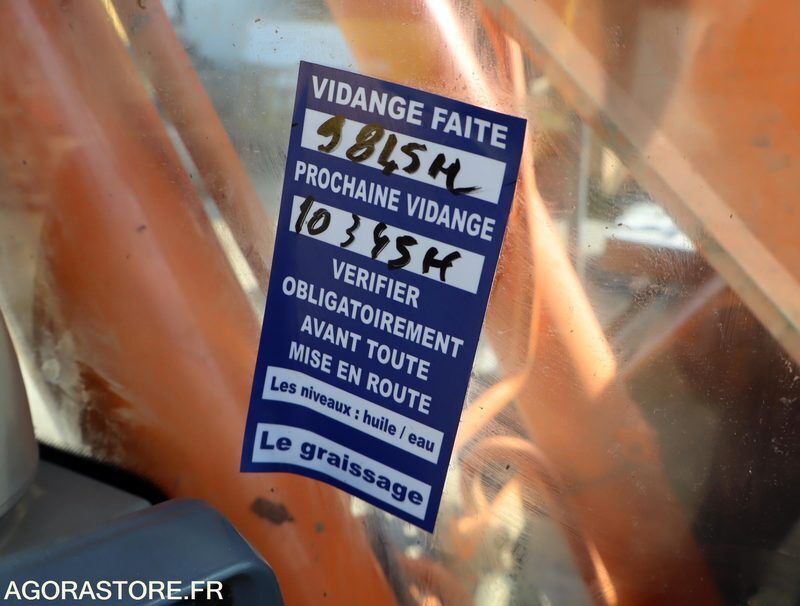 VIDANGE FAITE
9845H
PROCHAINE VIDANGE
10345H
VERIFIER
OBLIGATOIREMENT
AVANT TOUTE
MISE EN ROUTE
Les niveaux : huile / eau
Le graissage
AGORASTORE.FR